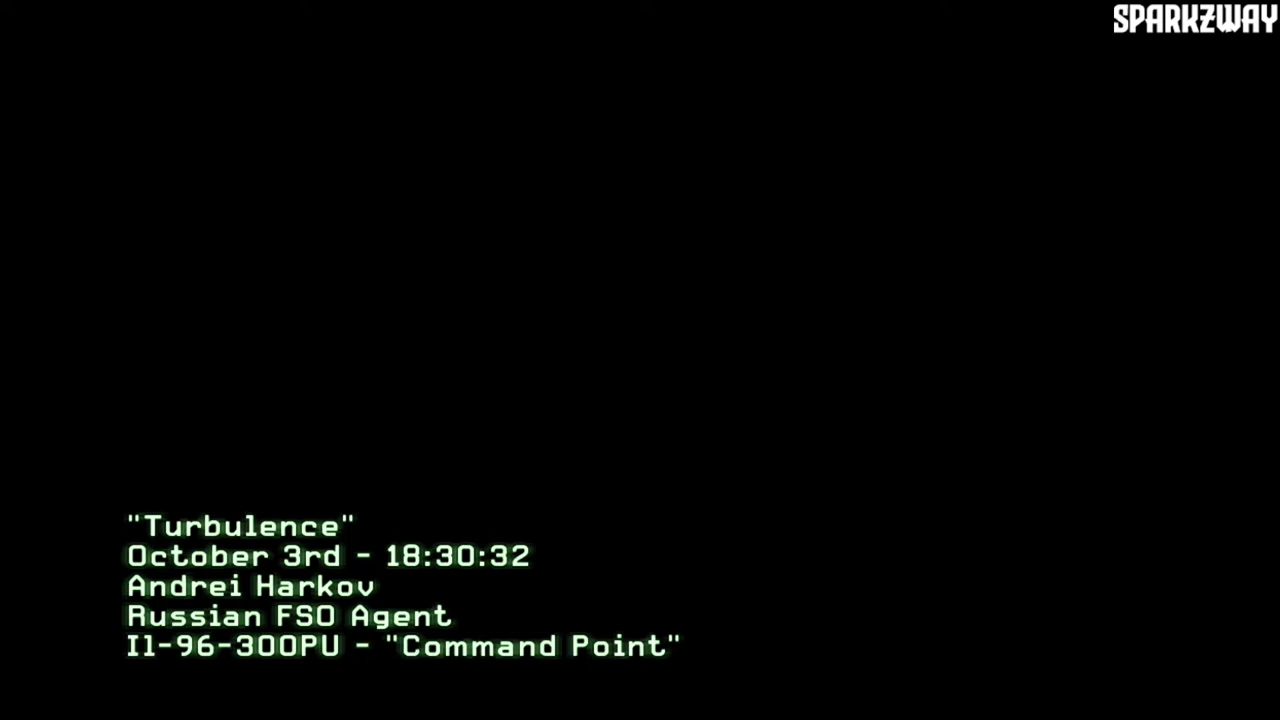 SPARKZWAY
"Turbulence"
October 3rd - 18:30:32
Andrei Harkov
Russian FSO Agent
Il-96-300PU - "Command Point"